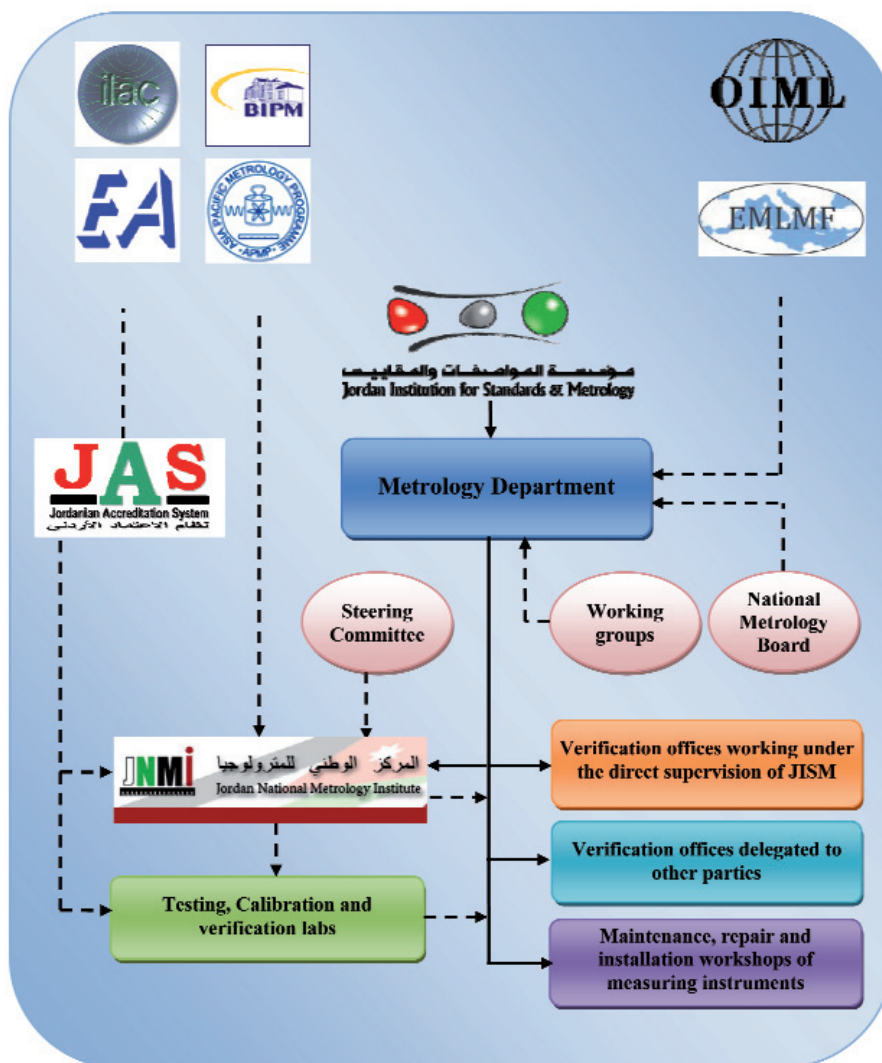 ilac
BIPM
OIML
EA
ASIA PACIFIC METROLOGY PROGRAMME
·APMP·
EMLMF
مؤسسة المواصفات والمقاييس
Jordan Institution for Standards & Metrology
JAS
Jordanian Accreditation System
نظام الاعتماد الأردني
Metrology Department
Steering
Committee
Working
groups
National
Metrology
Board
JNMi
المركز الوطني للمترولوجيا
Jordan National Metrology Institute
Verification offices working under
the direct supervision of JISM
Verification offices delegated to
other parties
Testing, Calibration and
verification labs
Maintenance, repair and
installation workshops of
measuring instruments